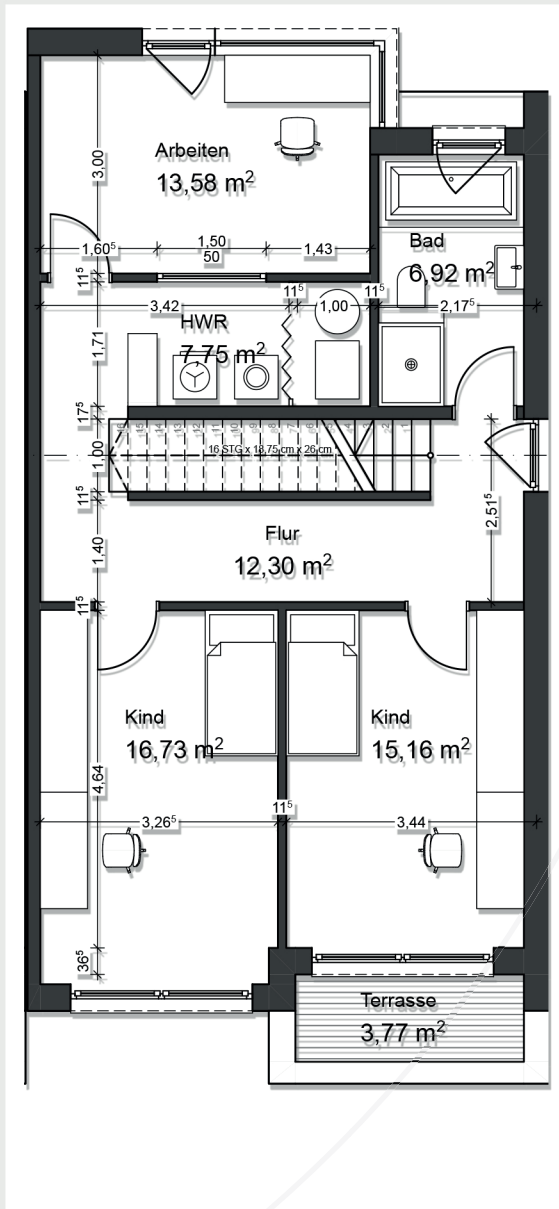 Arbeiten
13,58 m²
3,00
1,60⁵
1,50
50
1,43
Bad
6,92 m²
11⁵
3,42
11⁵
1,00
11⁵
2,17⁵
HWR
7,75 m²
1,71
17⁵
1,00
16 STG x 18,75 cm x 26 cm
11⁵
2,51⁵
1,40
Flur
12,30 m²
11⁵
Kind
16,73 m²
Kind
15,16 m²
4,64
3,26⁵
11⁵
3,44
36⁵
Terrasse
3,77 m²